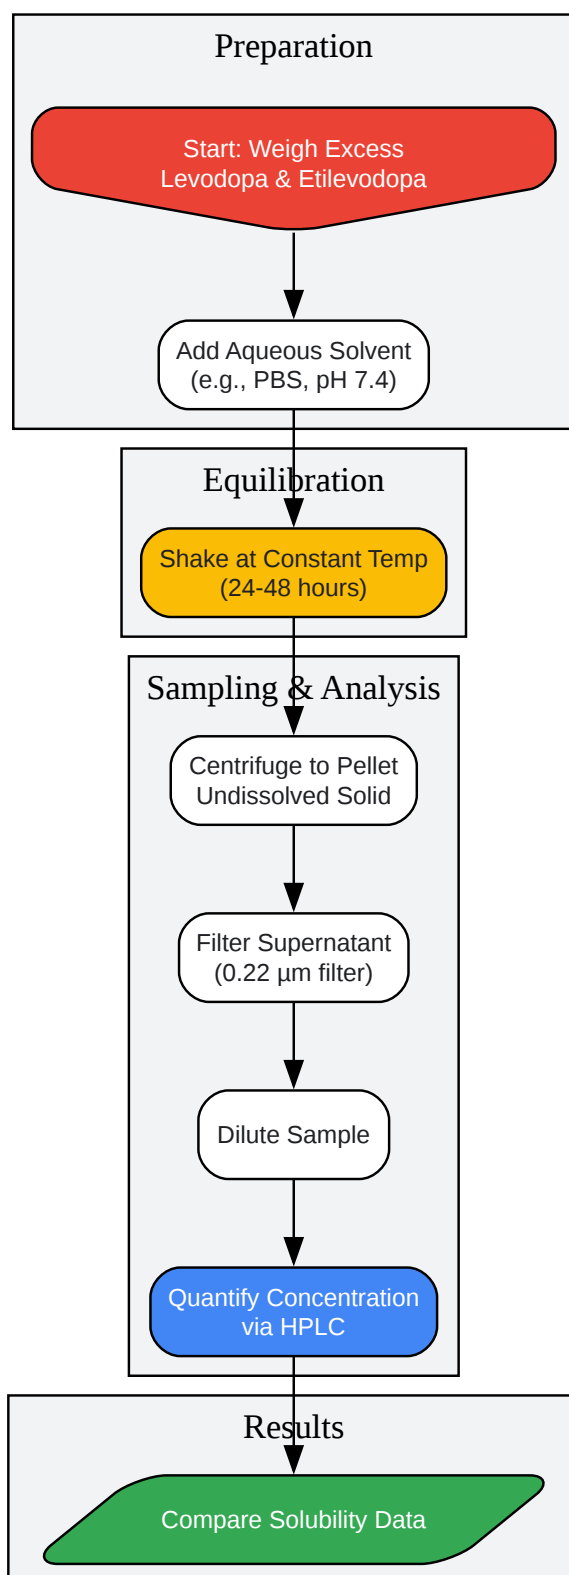 Preparation
Start: Weigh Excess
Levodopa & Etilevodopa
Add Aqueous Solvent
(e.g., PBS, pH 7.4)
Equilibration
Shake at Constant Temp
(24-48 hours)
Sampling & Analysis
Centrifuge to Pellet
Undissolved Solid
Filter Supernatant
(0.22 µm filter)
Dilute Sample
Quantify Concentration
via HPLC
Results
Compare Solubility Data